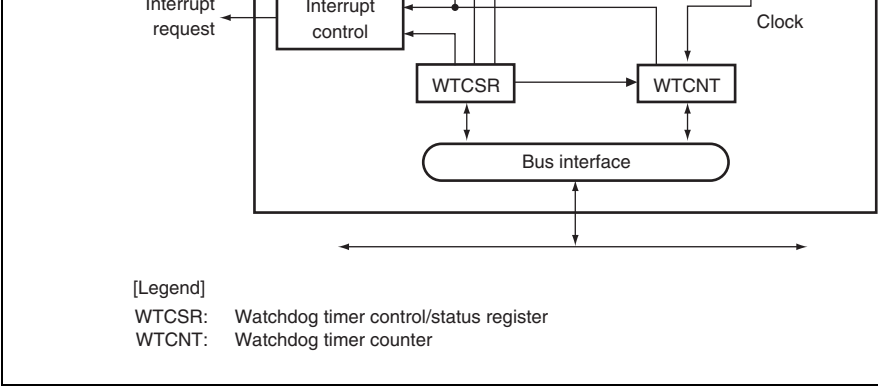 Interrupt
request
Interrupt
control
Clock
WTCSR
WTCNT
Bus interface
[Legend]
WTCSR: Watchdog timer control/status register
WTCNT: Watchdog timer counter